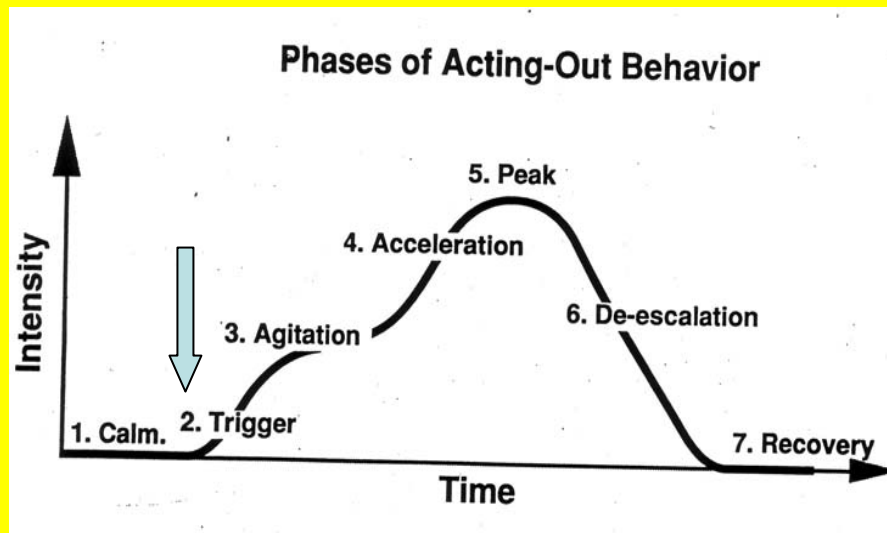 Phases of Acting-Out Behavior
5. Peak
4. Acceleration
3. Agitation
6. De-escalation
2. Trigger
1. Calm.
7. Recovery
Intensity
Time